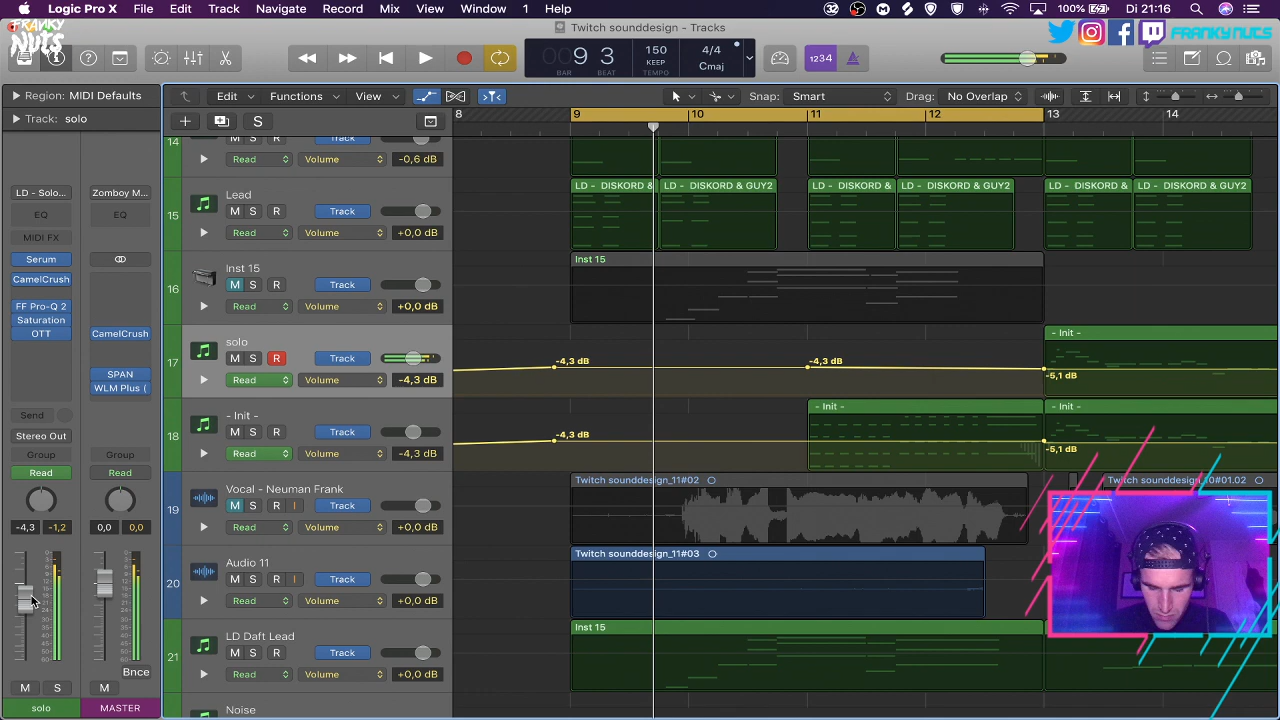 Logic Pro X File Edit Track Navigate Record Mix View Window 1 Help 100% Di 21:16
FRANKY NUTS
Twitch sounddesign - Tracks
FRANKY NUTS
009 3 150 4/4
KEEP Cmaj
BAR BEAT TEMPO
1234
Region: MIDI Defaults
Edit Functions View Snap: Smart Drag: No Overlap
Track: solo
S
8 9 10 11 12 13 14
14 M S R
Read Volume -0,6 dB
LD - Solo... Zomboy M...
EQ EQ
MIDI FX
Serum
CamelCrush
FF Pro-Q 2
Saturation
OTT CamelCrush
SPAN
WLM Plus (
Send
Stereo Out
Group Group
Read Read
-4,3 -1,2 0,0 0,0
Bnce
M S M
solo MASTER
15 Lead
M S R Track
Read Volume +0,0 dB
LD - DISKORD & LD - DISKORD & GUY2 LD - DISKORD & LD - DISKORD & GUY2 LD - DISKORD & LD - DISKORD & GUY2
16 Inst 15
M S R Track
Read Volume +0,0 dB
Inst 15
17 solo
M S R Track
Read Volume -4,3 dB
-4,3 dB -4,3 dB -5,1 dB
- Init -
18 - Init -
M S R Track
Read Volume -4,3 dB
-4,3 dB -5,1 dB
- Init - - Init -
19 Vocal - Neuman Frank
M S R I Track
Read Volume +0,0 dB
Twitch sounddesign_11#02 Twitch sounddesign_10#01.02
20 Audio 11
M S R I Track
Read Volume +0,0 dB
Twitch sounddesign_11#03
21 LD Daft Lead
M S R Track
Read Volume +0,0 dB
Inst 15
Noise